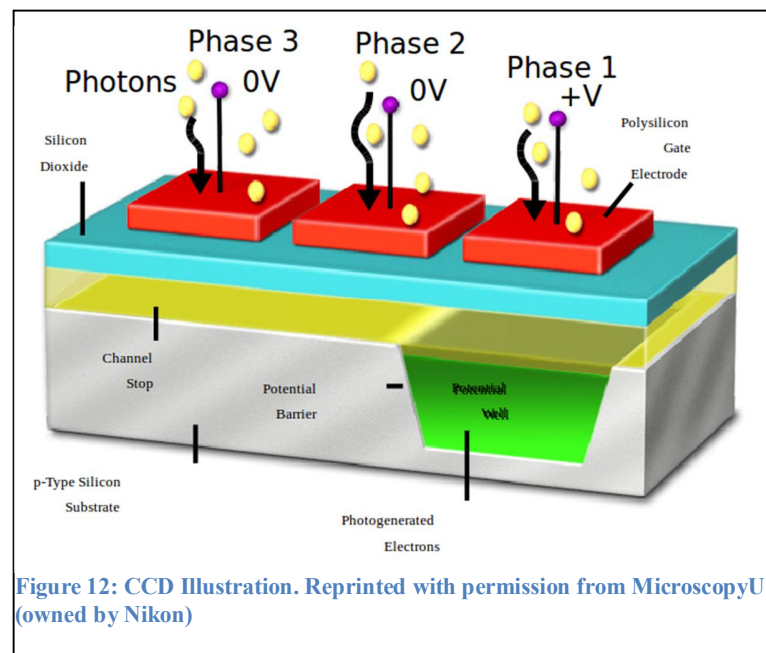 Phase 3
0V
Phase 2
0V
Phase 1
+V
Photons
Silicon
Dioxide
Polysilicon
Gate
Electrode
Channel
Stop
Potential
Barrier
Potential
Well
p-Type Silicon
Substrate
Photogenerated
Electrons
Figure 12: CCD Illustration. Reprinted with permission from MicroscopyU
(owned by Nikon)